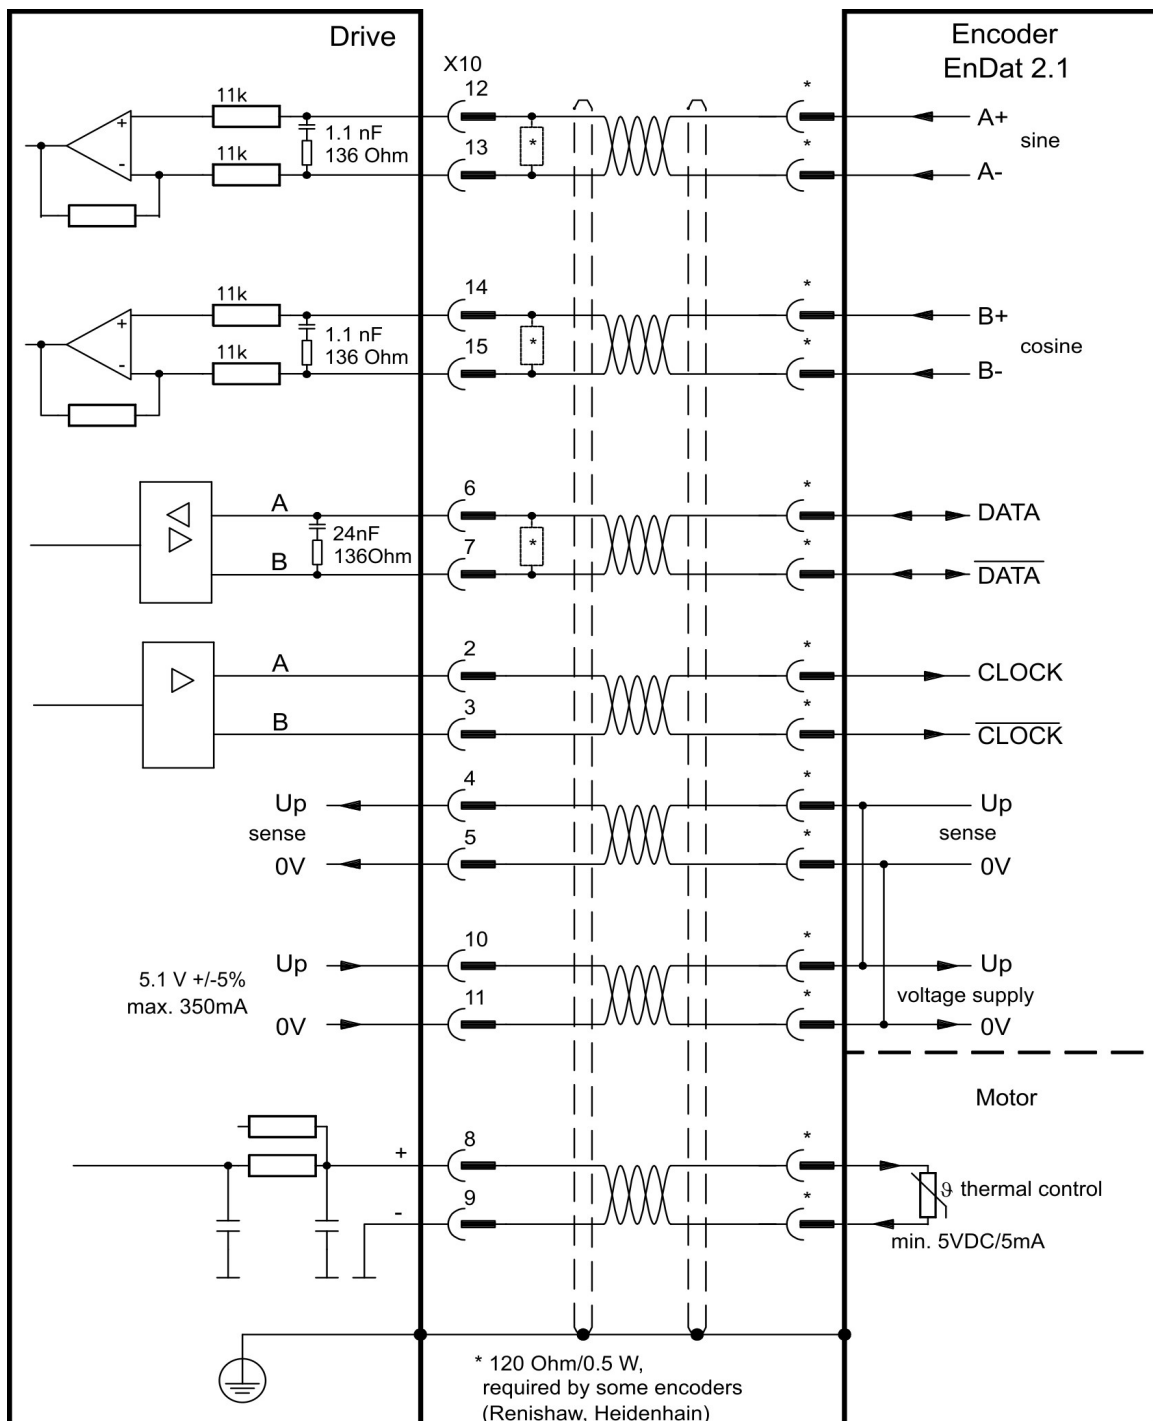 Drive
Encoder
EnDat 2.1
X10
11k
12
*
A+
+
1.1 nF
136 Ohm
*
sine
11k
13
*
-
A-
11k
14
*
B+
+
1.1 nF
136 Ohm
*
cosine
11k
15
*
-
B-
A
6
*
DATA
24nF
136Ohm
*
B
7
*
DATA
A
2
*
CLOCK
B
3
*
CLOCK
Up
4
*
Up
sense
sense
0V
5
*
0V
5.1 V +/-5%
max. 350mA
Up
10
*
Up
voltage supply
0V
11
*
0V
Motor
+
8
*
ϑ thermal control
-
9
*
min. 5VDC/5mA
* 120 Ohm/0.5 W,
required by some encoders
(Renishaw, Heidenhain)